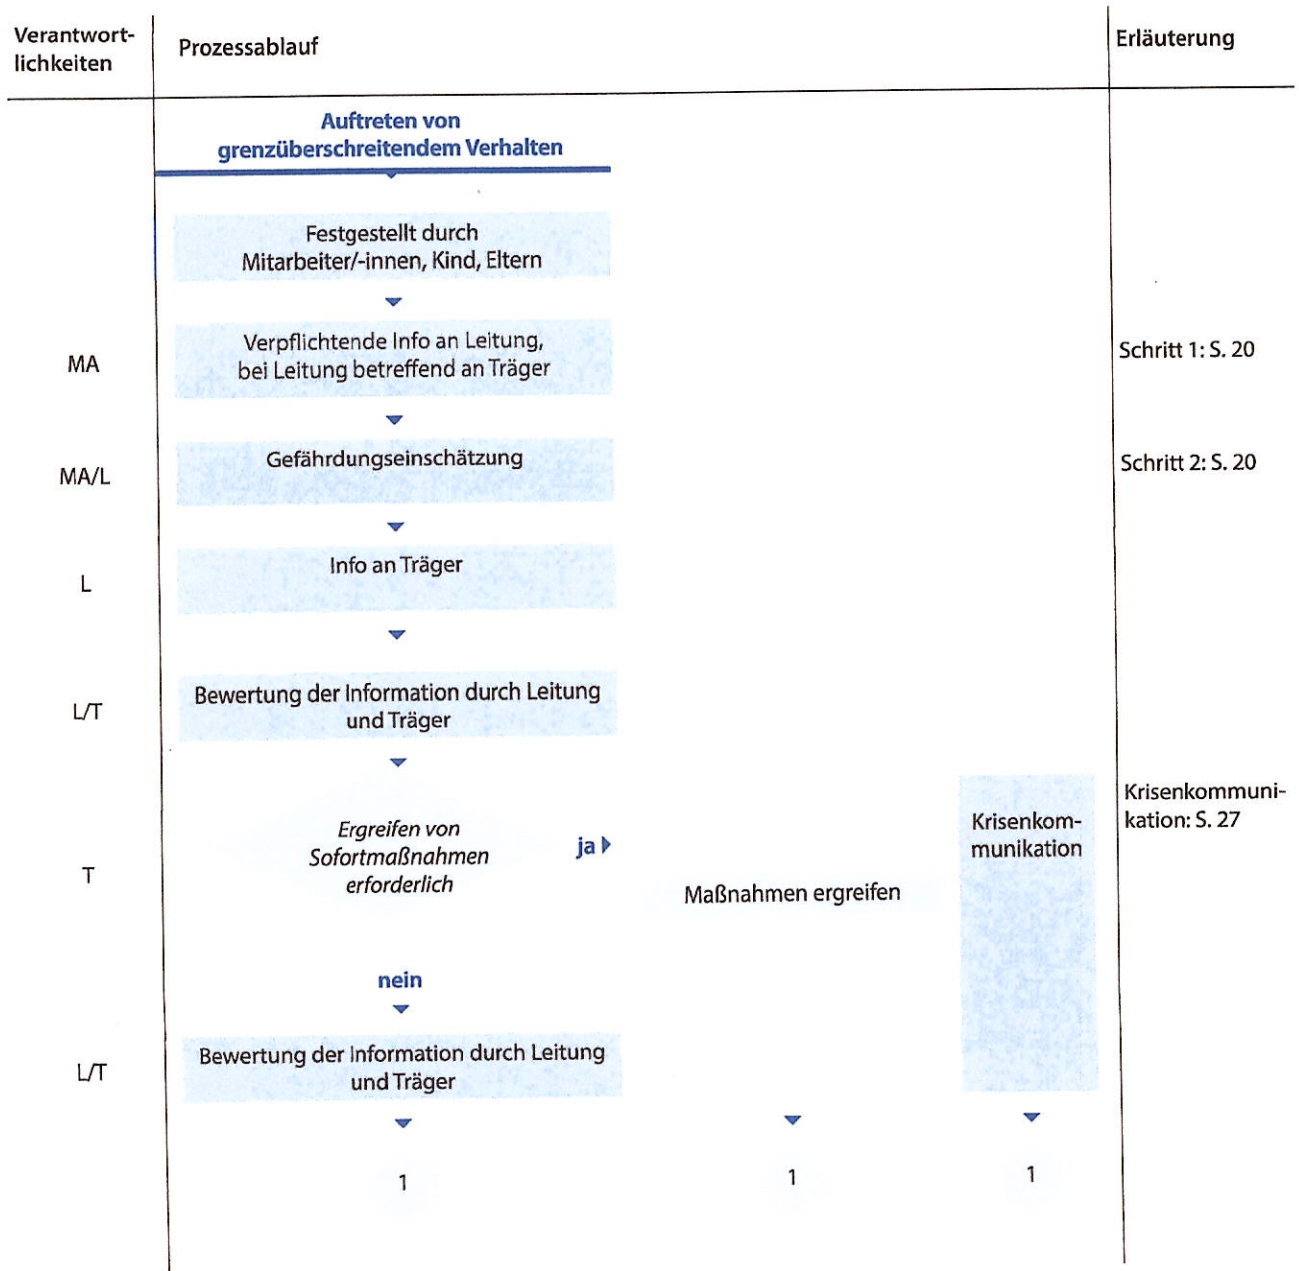 Verantwort-
lichkeiten
Prozessablauf
Erläuterung
Auftreten von
grenzüberschreitendem Verhalten
Festgestellt durch
Mitarbeiter/-innen, Kind, Eltern
MA
Verpflichtende Info an Leitung,
bei Leitung betreffend an Träger
Schritt 1: S. 20
MA/L
Gefährdungseinschätzung
Schritt 2: S. 20
L
Info an Träger
L/T
Bewertung der Information durch Leitung
und Träger
T
Ergreifen von
Sofortmaßnahmen
erforderlich
ja
Maßnahmen ergreifen
Krisenkom-
munikation
Krisenkommuni-
kation: S. 27
nein
L/T
Bewertung der Information durch Leitung
und Träger
1
1
1